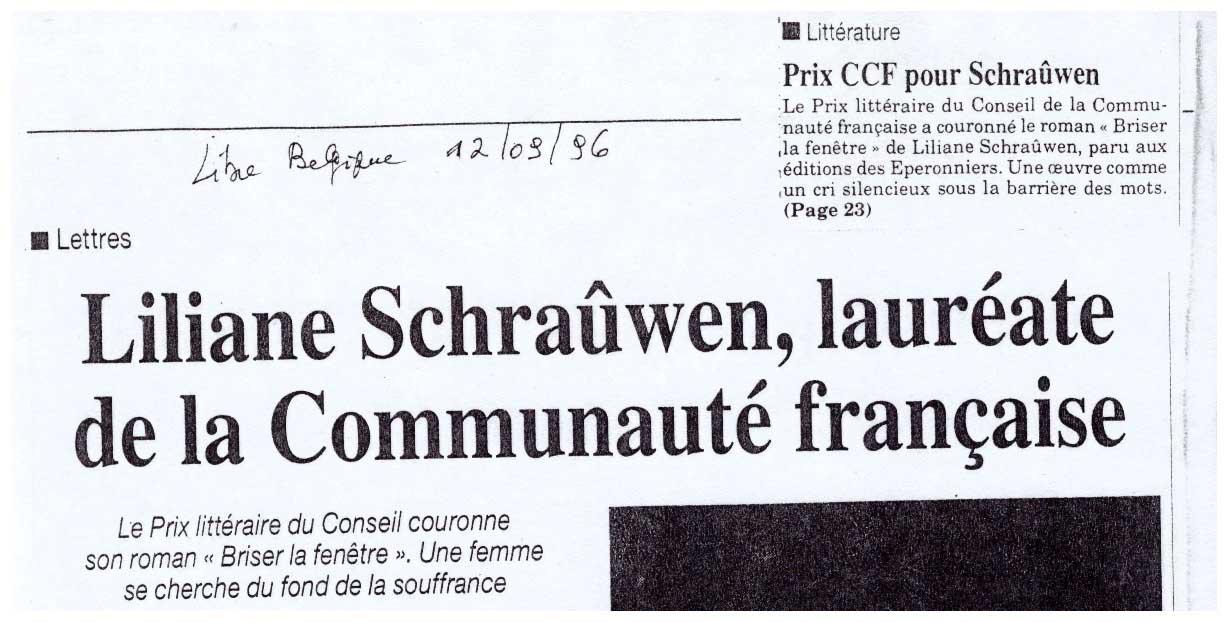 Littérature
Prix CCF pour Schraûwen
Le Prix littéraire du Conseil de la Commu-
nauté française a couronné le roman « Briser
la fenêtre » de Liliane Schraûwen, paru aux
éditions des Eperonniers. Une œuvre comme
un cri silencieux sous la barrière des mots.
(Page 23)
Libre Belgique 12/09/96
Lettres
Liliane Schraûwen, lauréate
de la Communauté française
Le Prix littéraire du Conseil couronne
son roman « Briser la fenêtre ». Une femme
se cherche du fond de la souffrance